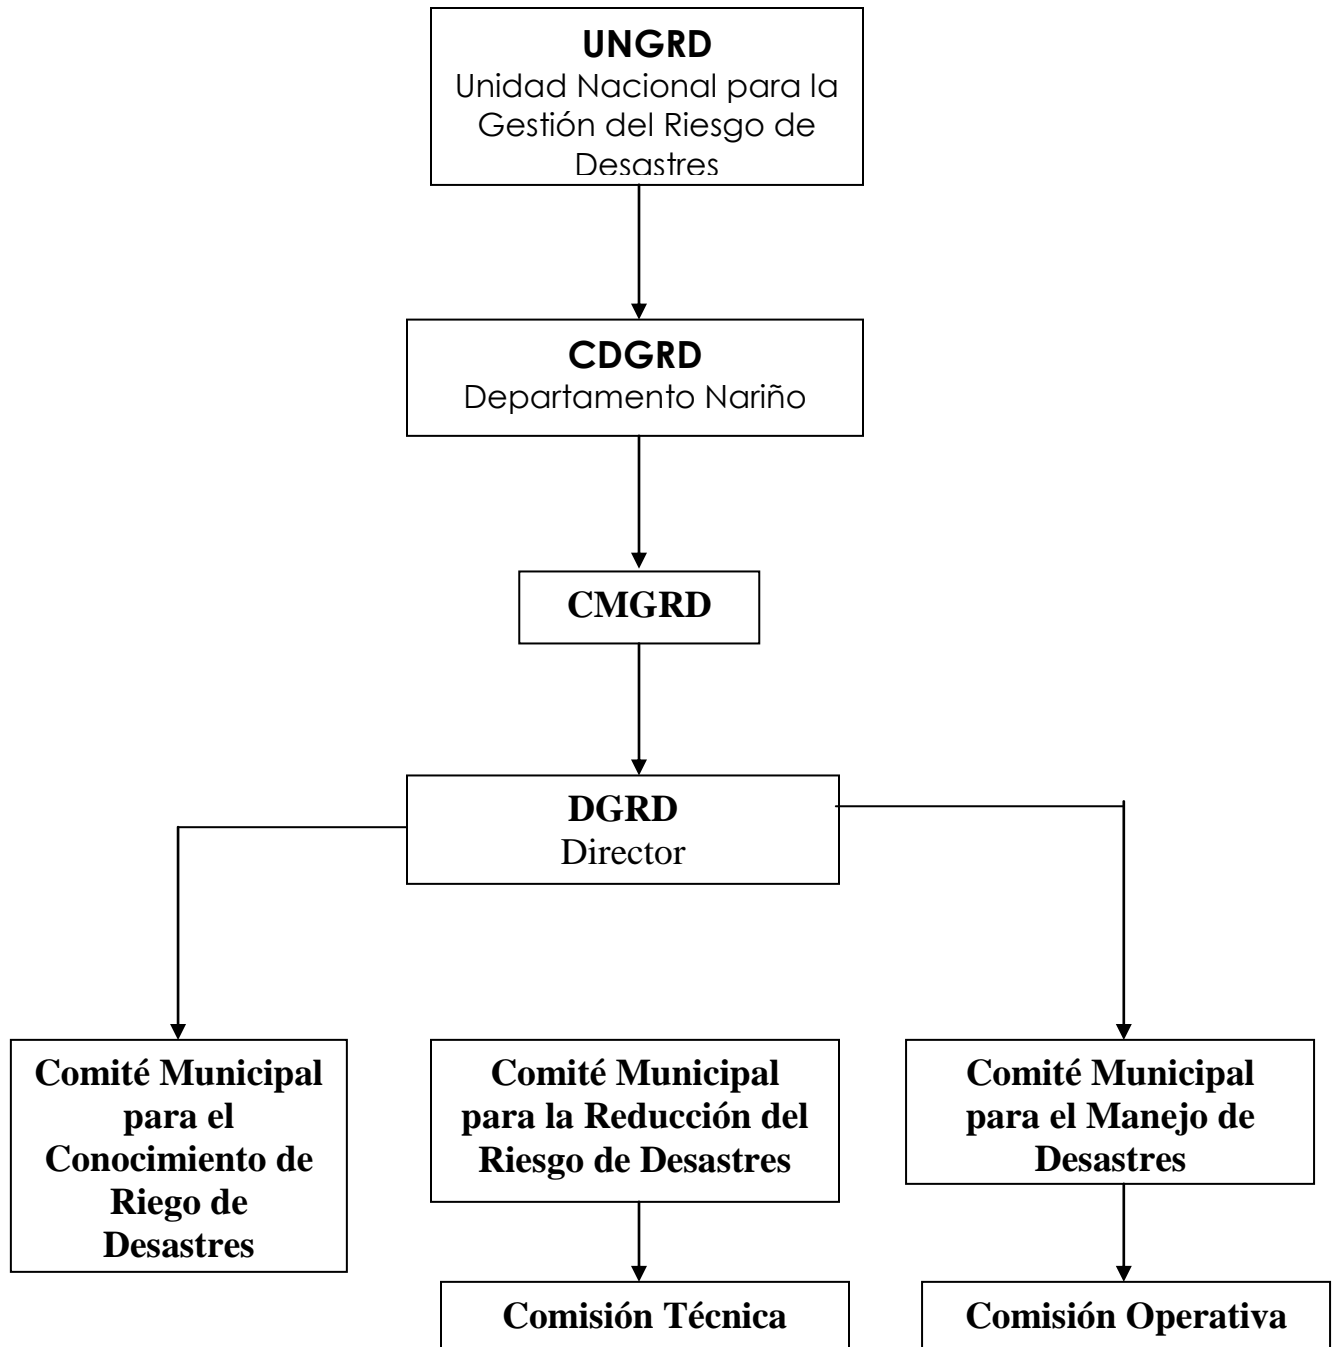 UNGRD
Unidad Nacional para la
Gestión del Riesgo de
Desastres
CDGRD
Departamento Nariño
CMGRD
DGRD
Director
Comité Municipal
para el
Conocimiento de
Riego de
Desastres
Comité Municipal
para la Reducción del
Riesgo de Desastres
Comité Municipal
para el Manejo de
Desastres
Comisión Técnica
Comisión Operativa